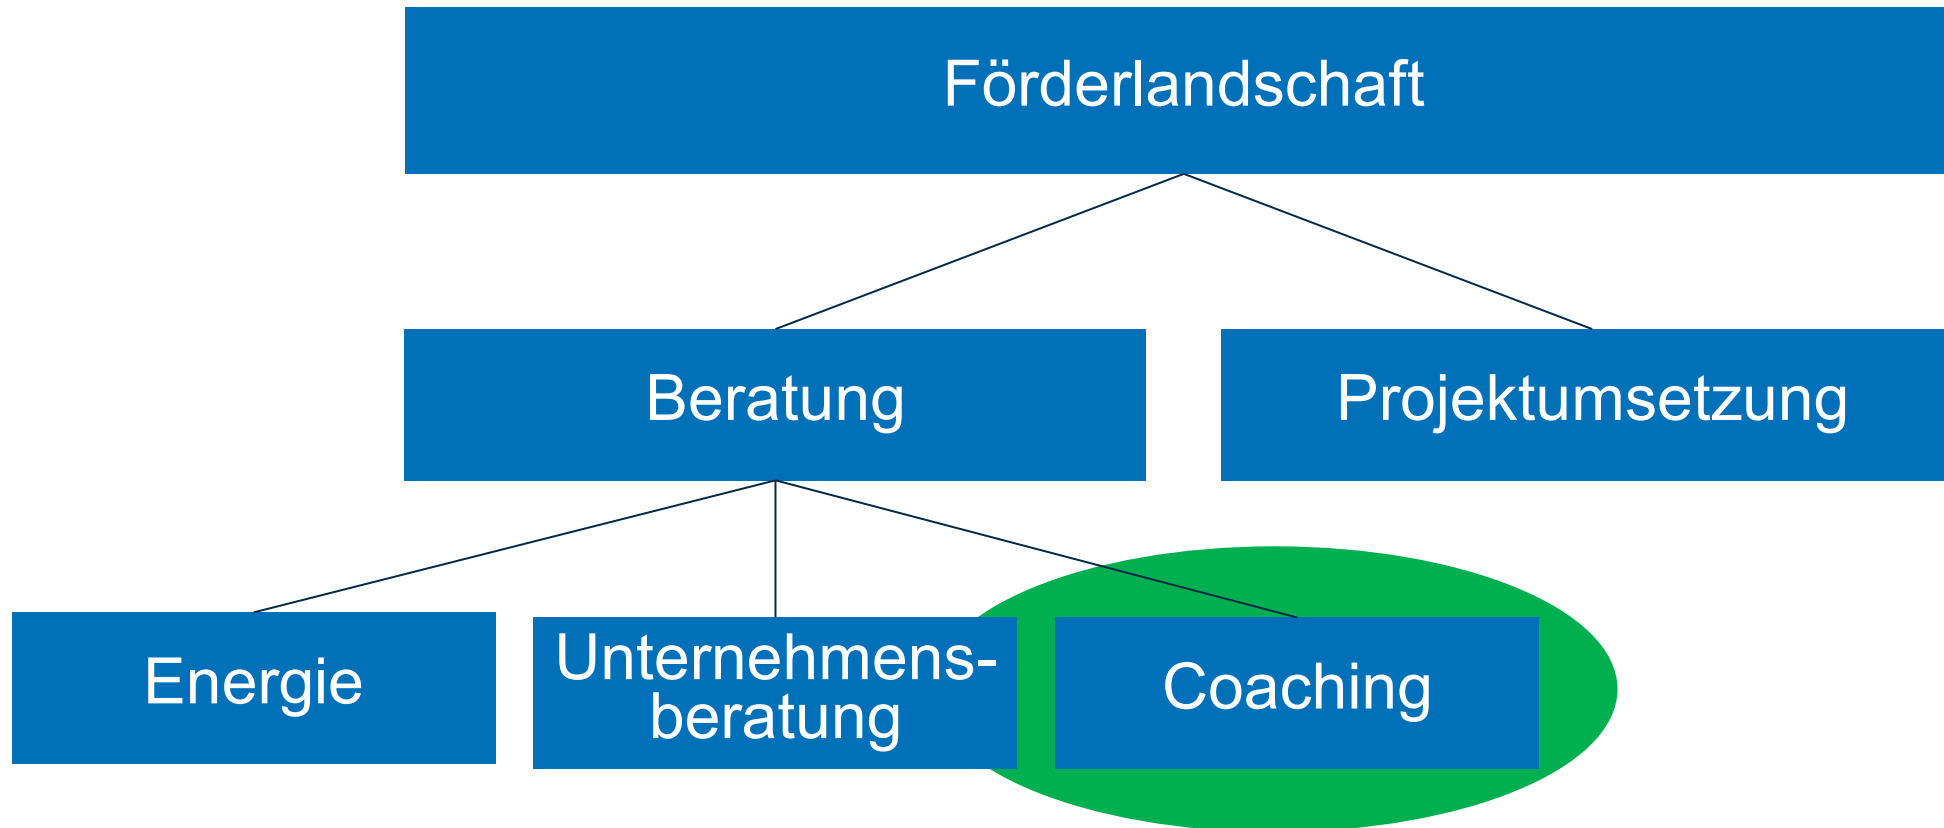 Förderlandschaft
Beratung
Projektumsetzung
Energie
Unternehmens-
beratung
Coaching